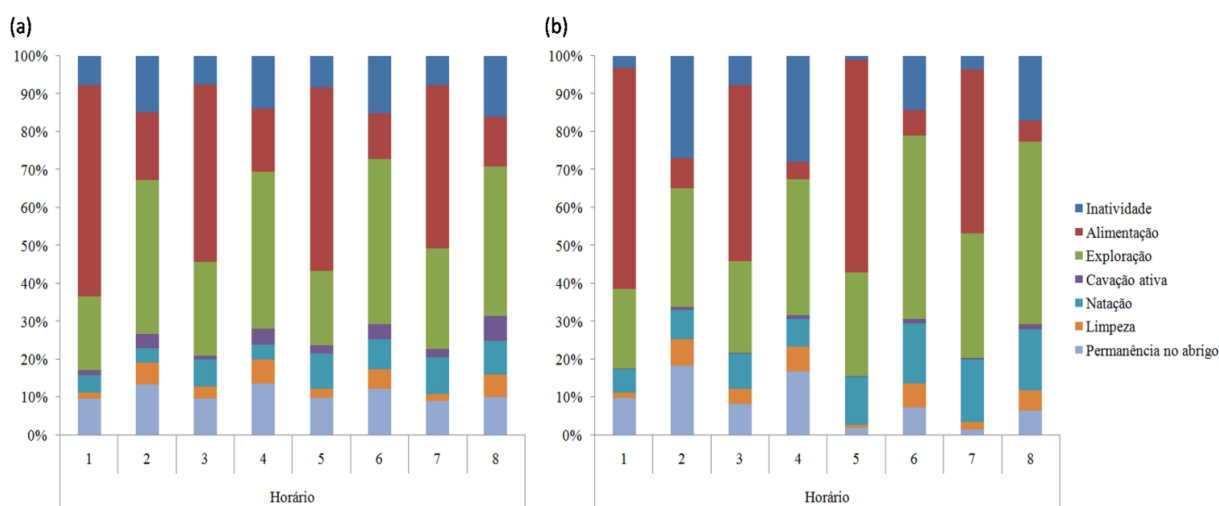 (a)
100%
90%
80%
70%
60%
50%
40%
30%
20%
10%
0%
1 2 3 4 5 6 7 8
Horário
(b)
100%
90%
80%
70%
60%
50%
40%
30%
20%
10%
0%
1 2 3 4 5 6 7 8
Horário
Inatividade
Alimentação
Exploração
Cavação ativa
Natação
Limpeza
Permanência no abrigo